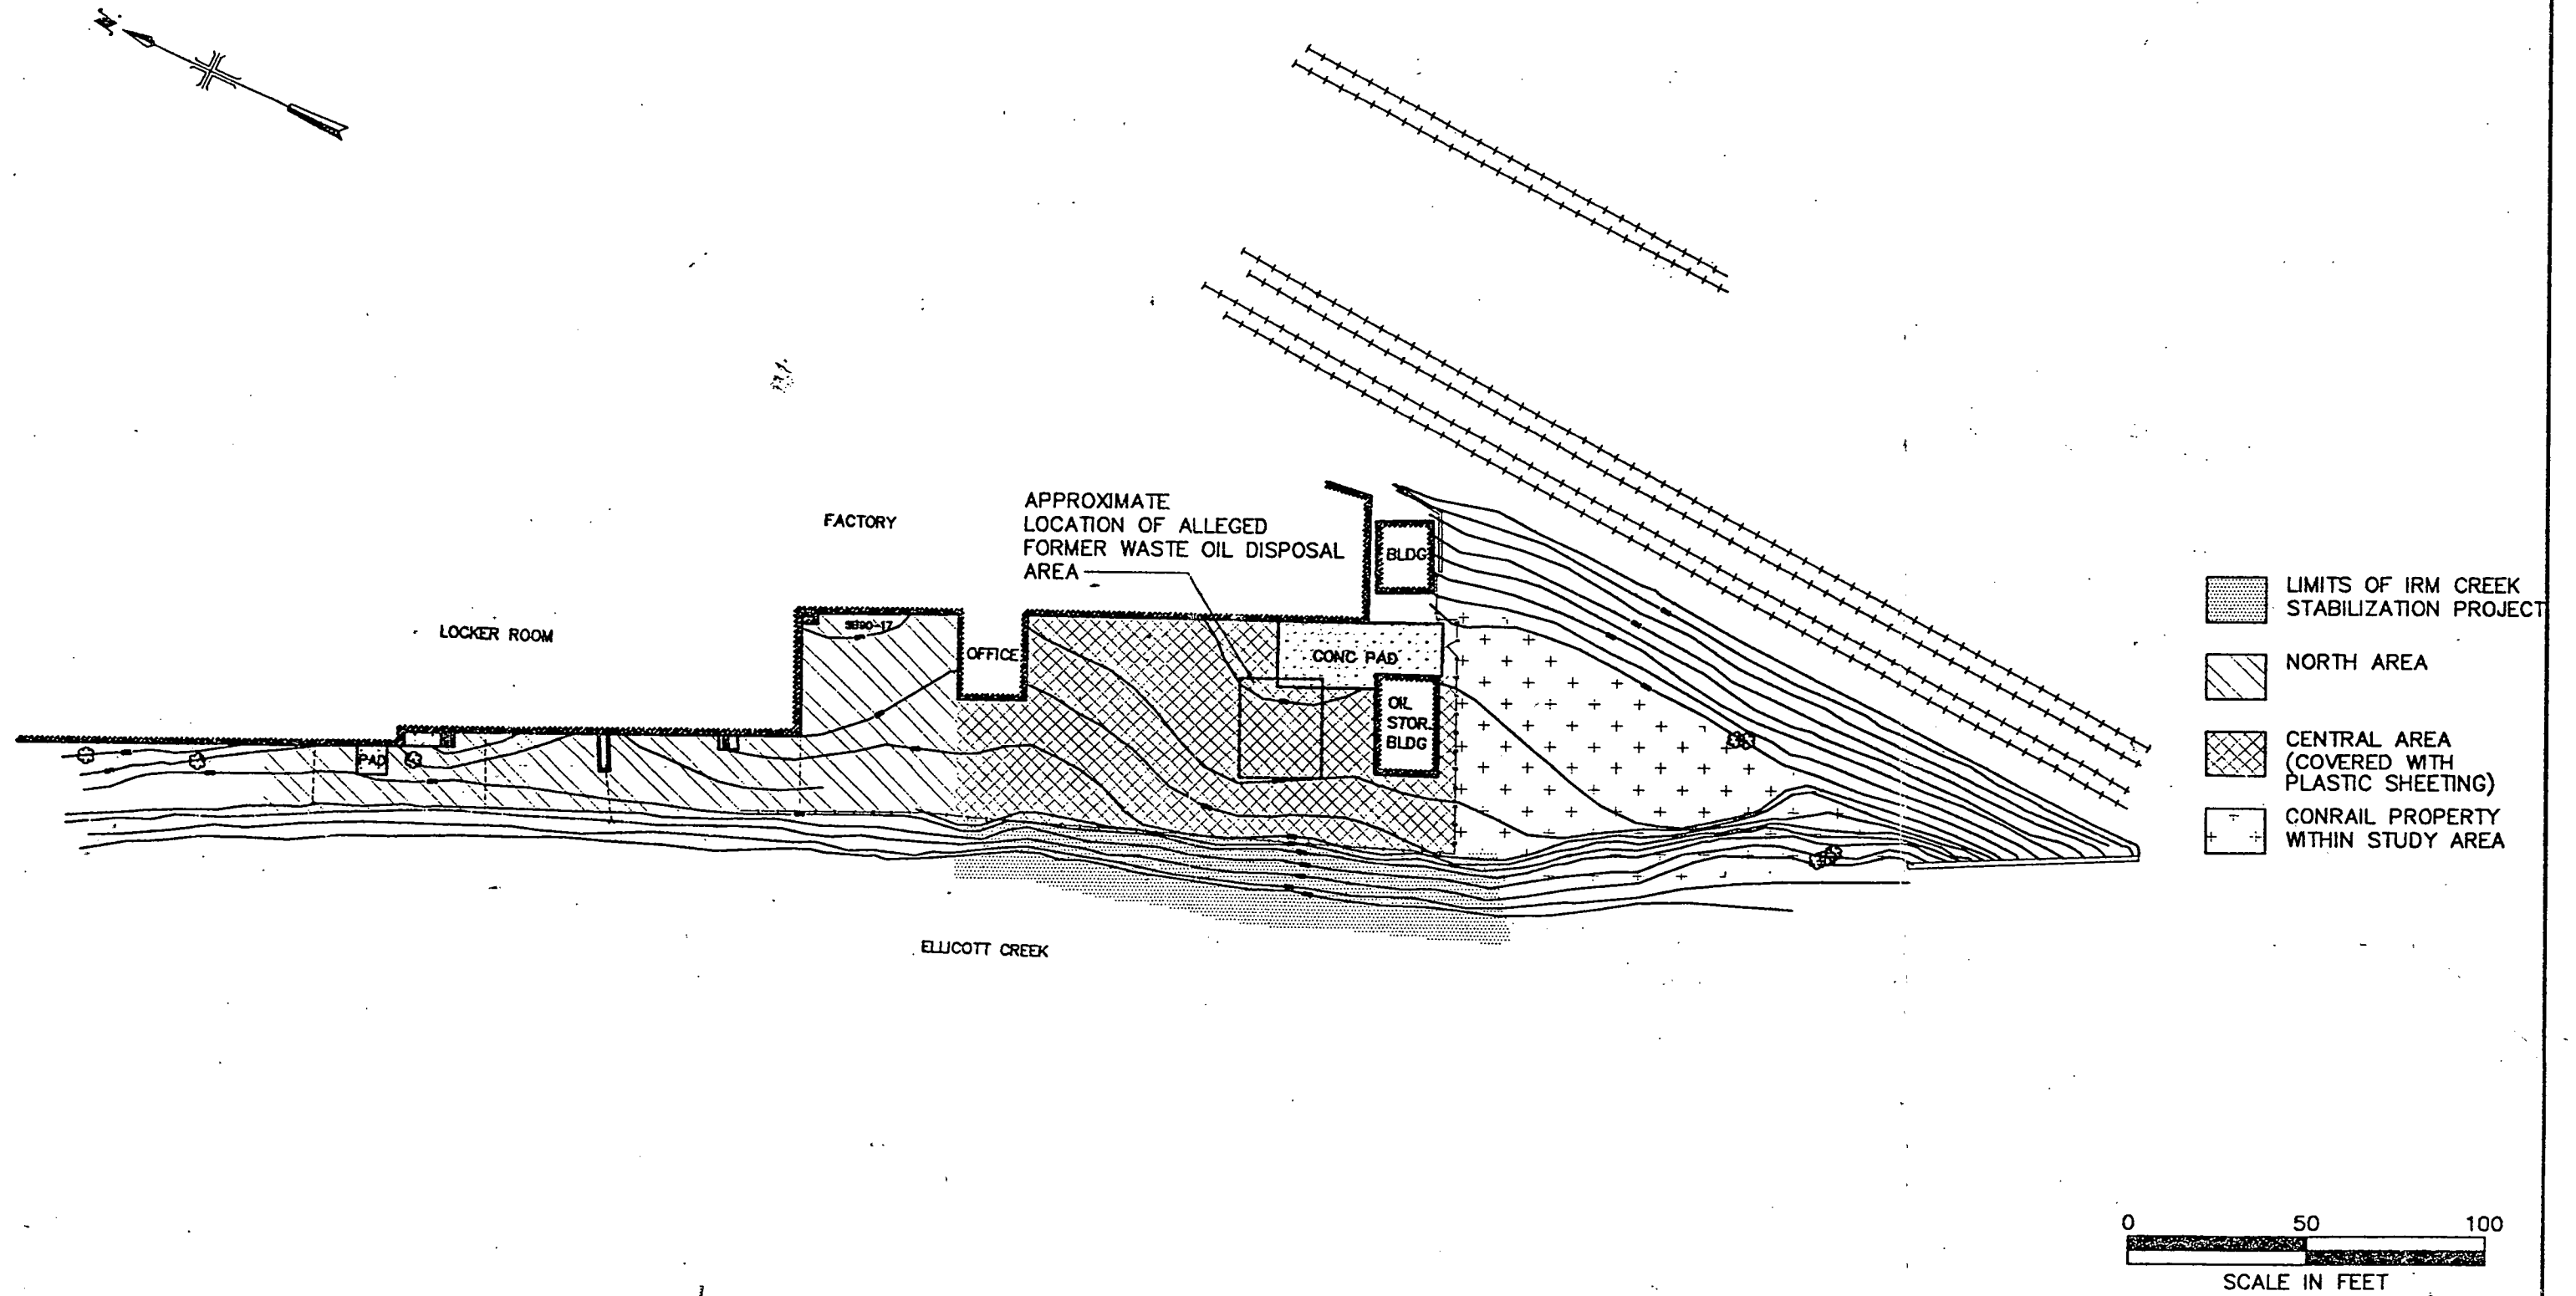 N
APPROXIMATE
LOCATION OF ALLEGED
FORMER WASTE OIL DISPOSAL
AREA
FACTORY
BLDG
LOCKER ROOM
SB90-17
OFFICE
CONC PAD
OIL
STOR
BLDG
PAD
ELLICOTT CREEK
LIMITS OF IRM CREEK
STABILIZATION PROJECT
NORTH AREA
CENTRAL AREA
(COVERED WITH
PLASTIC SHEETING)
CONRAIL PROPERTY
WITHIN STUDY AREA
0 50 100
SCALE IN FEET